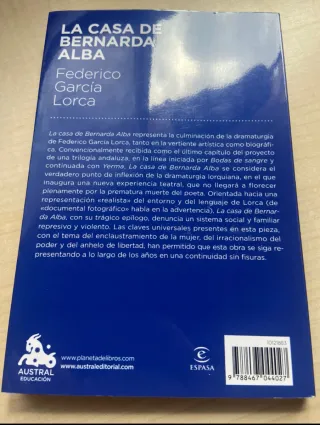 LA CASA DE
BERNARDA
ALBA
Federico
García
Lorca
La casa de Bernarda Alba representa la culminación de la dramaturgia
de Federico García Lorca, tanto en la vertiente artística como biográfi-
ca. Convencionalmente recibida como el último capítulo del proyecto
de una trilogía andaluza, en la línea iniciada por Bodas de sangre y
continuada con Yerma, La casa de Bernarda Alba se considera el
verdadero punto de inflexión de la dramaturgia lorquiana, en el que
inaugura una nueva experiencia teatral, que no llegará a florecer
plenamente por la prematura muerte del poeta. Orientada hacia una
representación «realista» del entorno y del lenguaje de Lorca (de
«documental fotográfico» habla en la advertencia), La casa de Bernar-
da Alba, con su trágico epílogo, denuncia un sistema social y familiar
represivo y violento. Las claves universales presentes en esta pieza,
con el tema del enclaustramiento de la mujer, del irracionalismo del
poder y del anhelo de libertad, han permitido que esta obra se siga re-
presentando a lo largo de los años en una continuidad sin fisuras.
AUSTRAL
EDUCACIÓN
www.planetadelibros.com
www.australeditorial.com
ESPASA
9 788467 044027